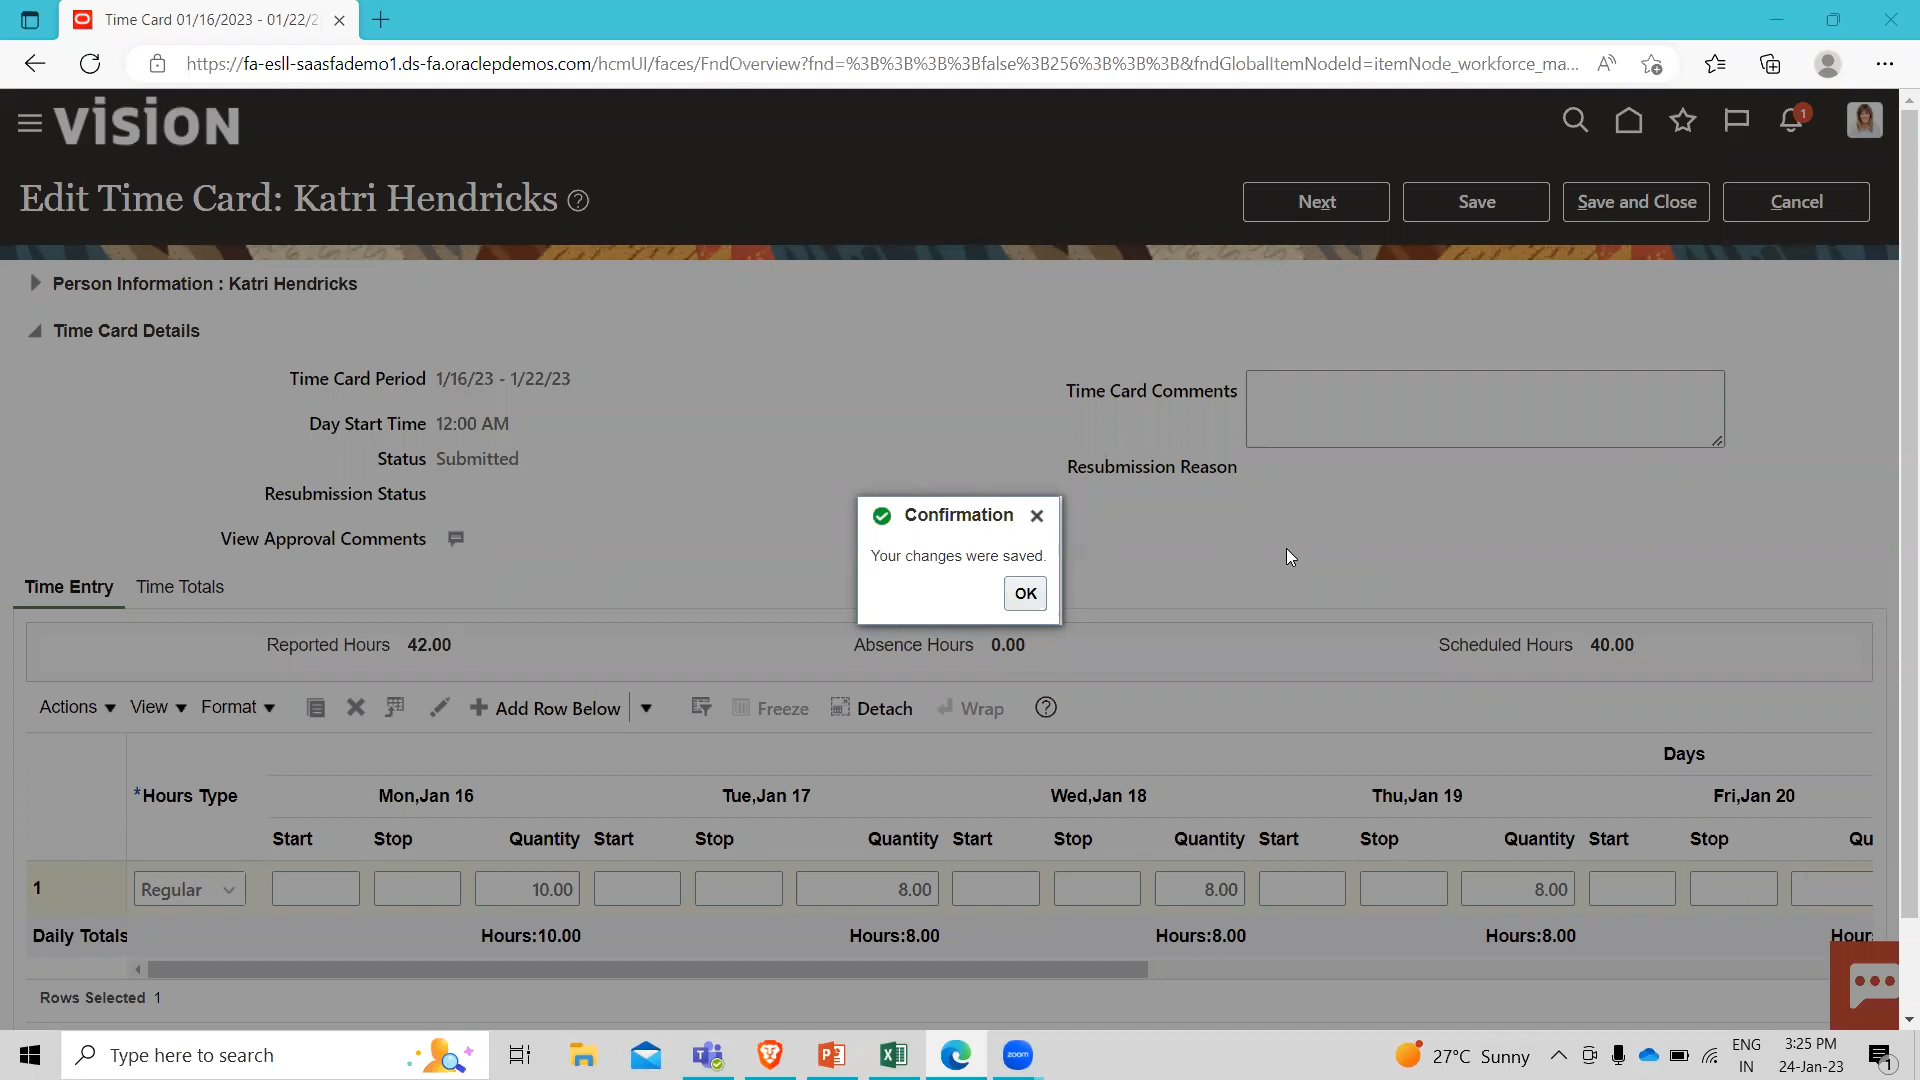 Time Card 01/16/2023 - 01/22/2
https://fa-esll-saasfademo1.ds-fa.oraclepdemos.com/hcmUI/faces/FndOverview?fnd=%3B%3B%3B%3Bfalse%3B256%3B%3B%3B&fndGlobalItemNodeId=itemNode_workforce_ma...
vision
1
Edit Time Card: Katri Hendricks
Next Save Save and Close Cancel
Person Information : Katri Hendricks
Time Card Details
Time Card Period 1/16/23 - 1/22/23
Time Card Comments
Day Start Time 12:00 AM
Status Submitted
Resubmission Reason
Resubmission Status
View Approval Comments
Confirmation
Your changes were saved.
OK
Time Entry Time Totals
Reported Hours 42.00 Absence Hours 0.00 Scheduled Hours 40.00
Actions View Format Add Row Below Freeze Detach Wrap
Days
*Hours Type Mon,Jan 16 Tue,Jan 17 Wed,Jan 18 Thu,Jan 19 Fri,Jan 20
Start Stop Quantity Start Stop Quantity Start Stop Quantity Start Stop Quantity Start Stop Qu
1 Regular 10.00 8.00 8.00 8.00
Daily Totals Hours:10.00 Hours:8.00 Hours:8.00 Hours:8.00 Hour
Rows Selected 1
Type here to search
zoom
27°C Sunny
ENG
IN
3:25 PM
24-Jan-23
1